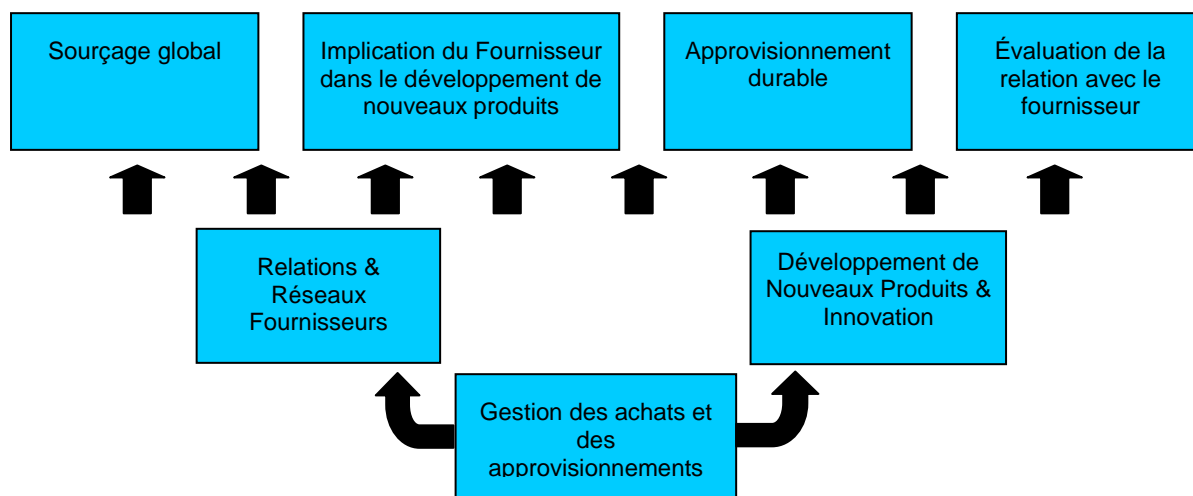 Sourçage global
Implication du Fournisseur
dans le développement de
nouveaux produits
Approvisionnement
durable
Évaluation de la
relation avec le
fournisseur
Relations &
Réseaux
Fournisseurs
Développement de
Nouveaux Produits &
Innovation
Gestion des achats et
des
approvisionnements